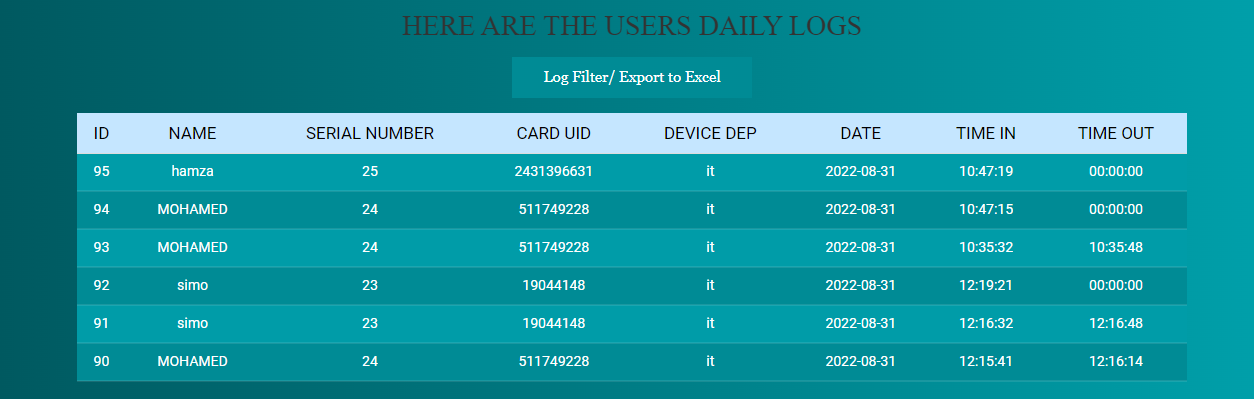 HERE ARE THE USERS DAILY LOGS
Log Filter/ Export to Excel
ID NAME SERIAL NUMBER CARD UID DEVICE DEP DATE TIME IN TIME OUT
95 hamza 25 2431396631 it 2022-08-31 10:47:19 00:00:00
94 MOHAMED 24 511749228 it 2022-08-31 10:47:15 00:00:00
93 MOHAMED 24 511749228 it 2022-08-31 10:35:32 10:35:48
92 simo 23 19044148 it 2022-08-31 12:19:21 00:00:00
91 simo 23 19044148 it 2022-08-31 12:16:32 12:16:48
90 MOHAMED 24 511749228 it 2022-08-31 12:15:41 12:16:14